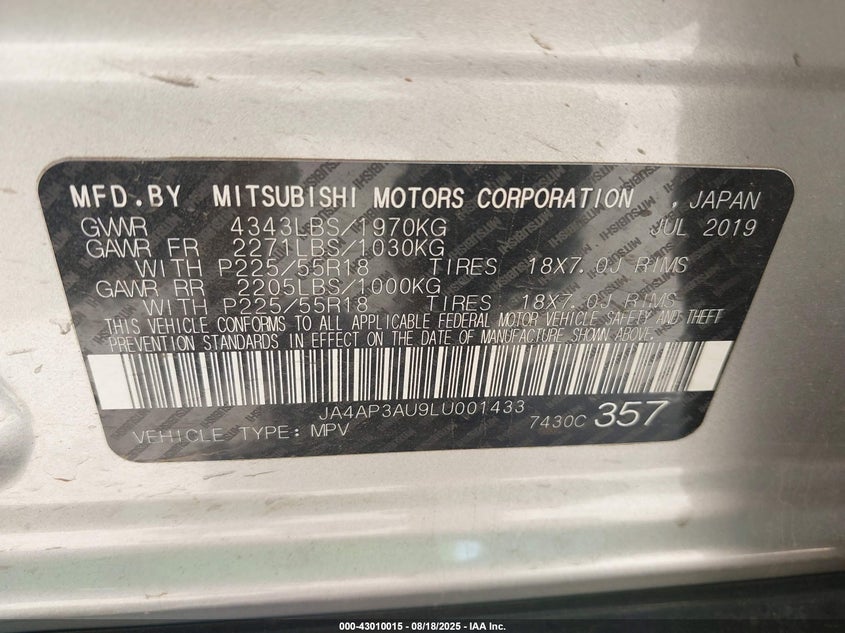 MFD.BY MITSUBISHI MOTORS CORPORATION , JAPAN
GVWR 4343LBS/1970KG JUL 2019
GAWR FR 2271LBS/1030KG
WITH P225/55R18 TIRES 18X7.0J RIMS
GAWR RR 2205LBS/1000KG
WITH P225/55R18 TIRES 18X7.0J RIMS
THIS VEHICLE CONFORMS TO ALL APPLICABLE FEDERAL MOTOR VEHICLE SAFETY AND THEFT
PREVENTION STANDARDS IN EFFECT ON THE DATE OF MANUFACTURE SHOWN ABOVE.
JA4AP3AU9LU001433
VEHICLE TYPE: MPV 7430C 357
000-43010015 - 08/18/2025 - IAA Inc.